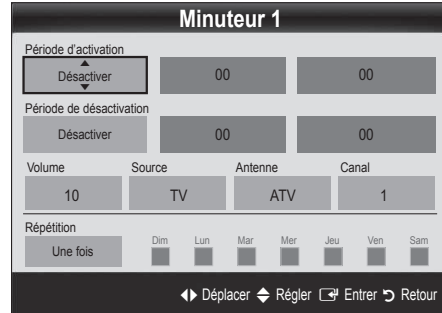 Minuteur 1
Période d'activation
Désactiver 00 00
Période de désactivation
Désactiver 00 00
Volume Source Antenne Canal
10 TV ATV 1
Répétition
Dim Lun Mar Mer Jeu Ven Sam
Une fois
Déplacer Régler Entrer Retour